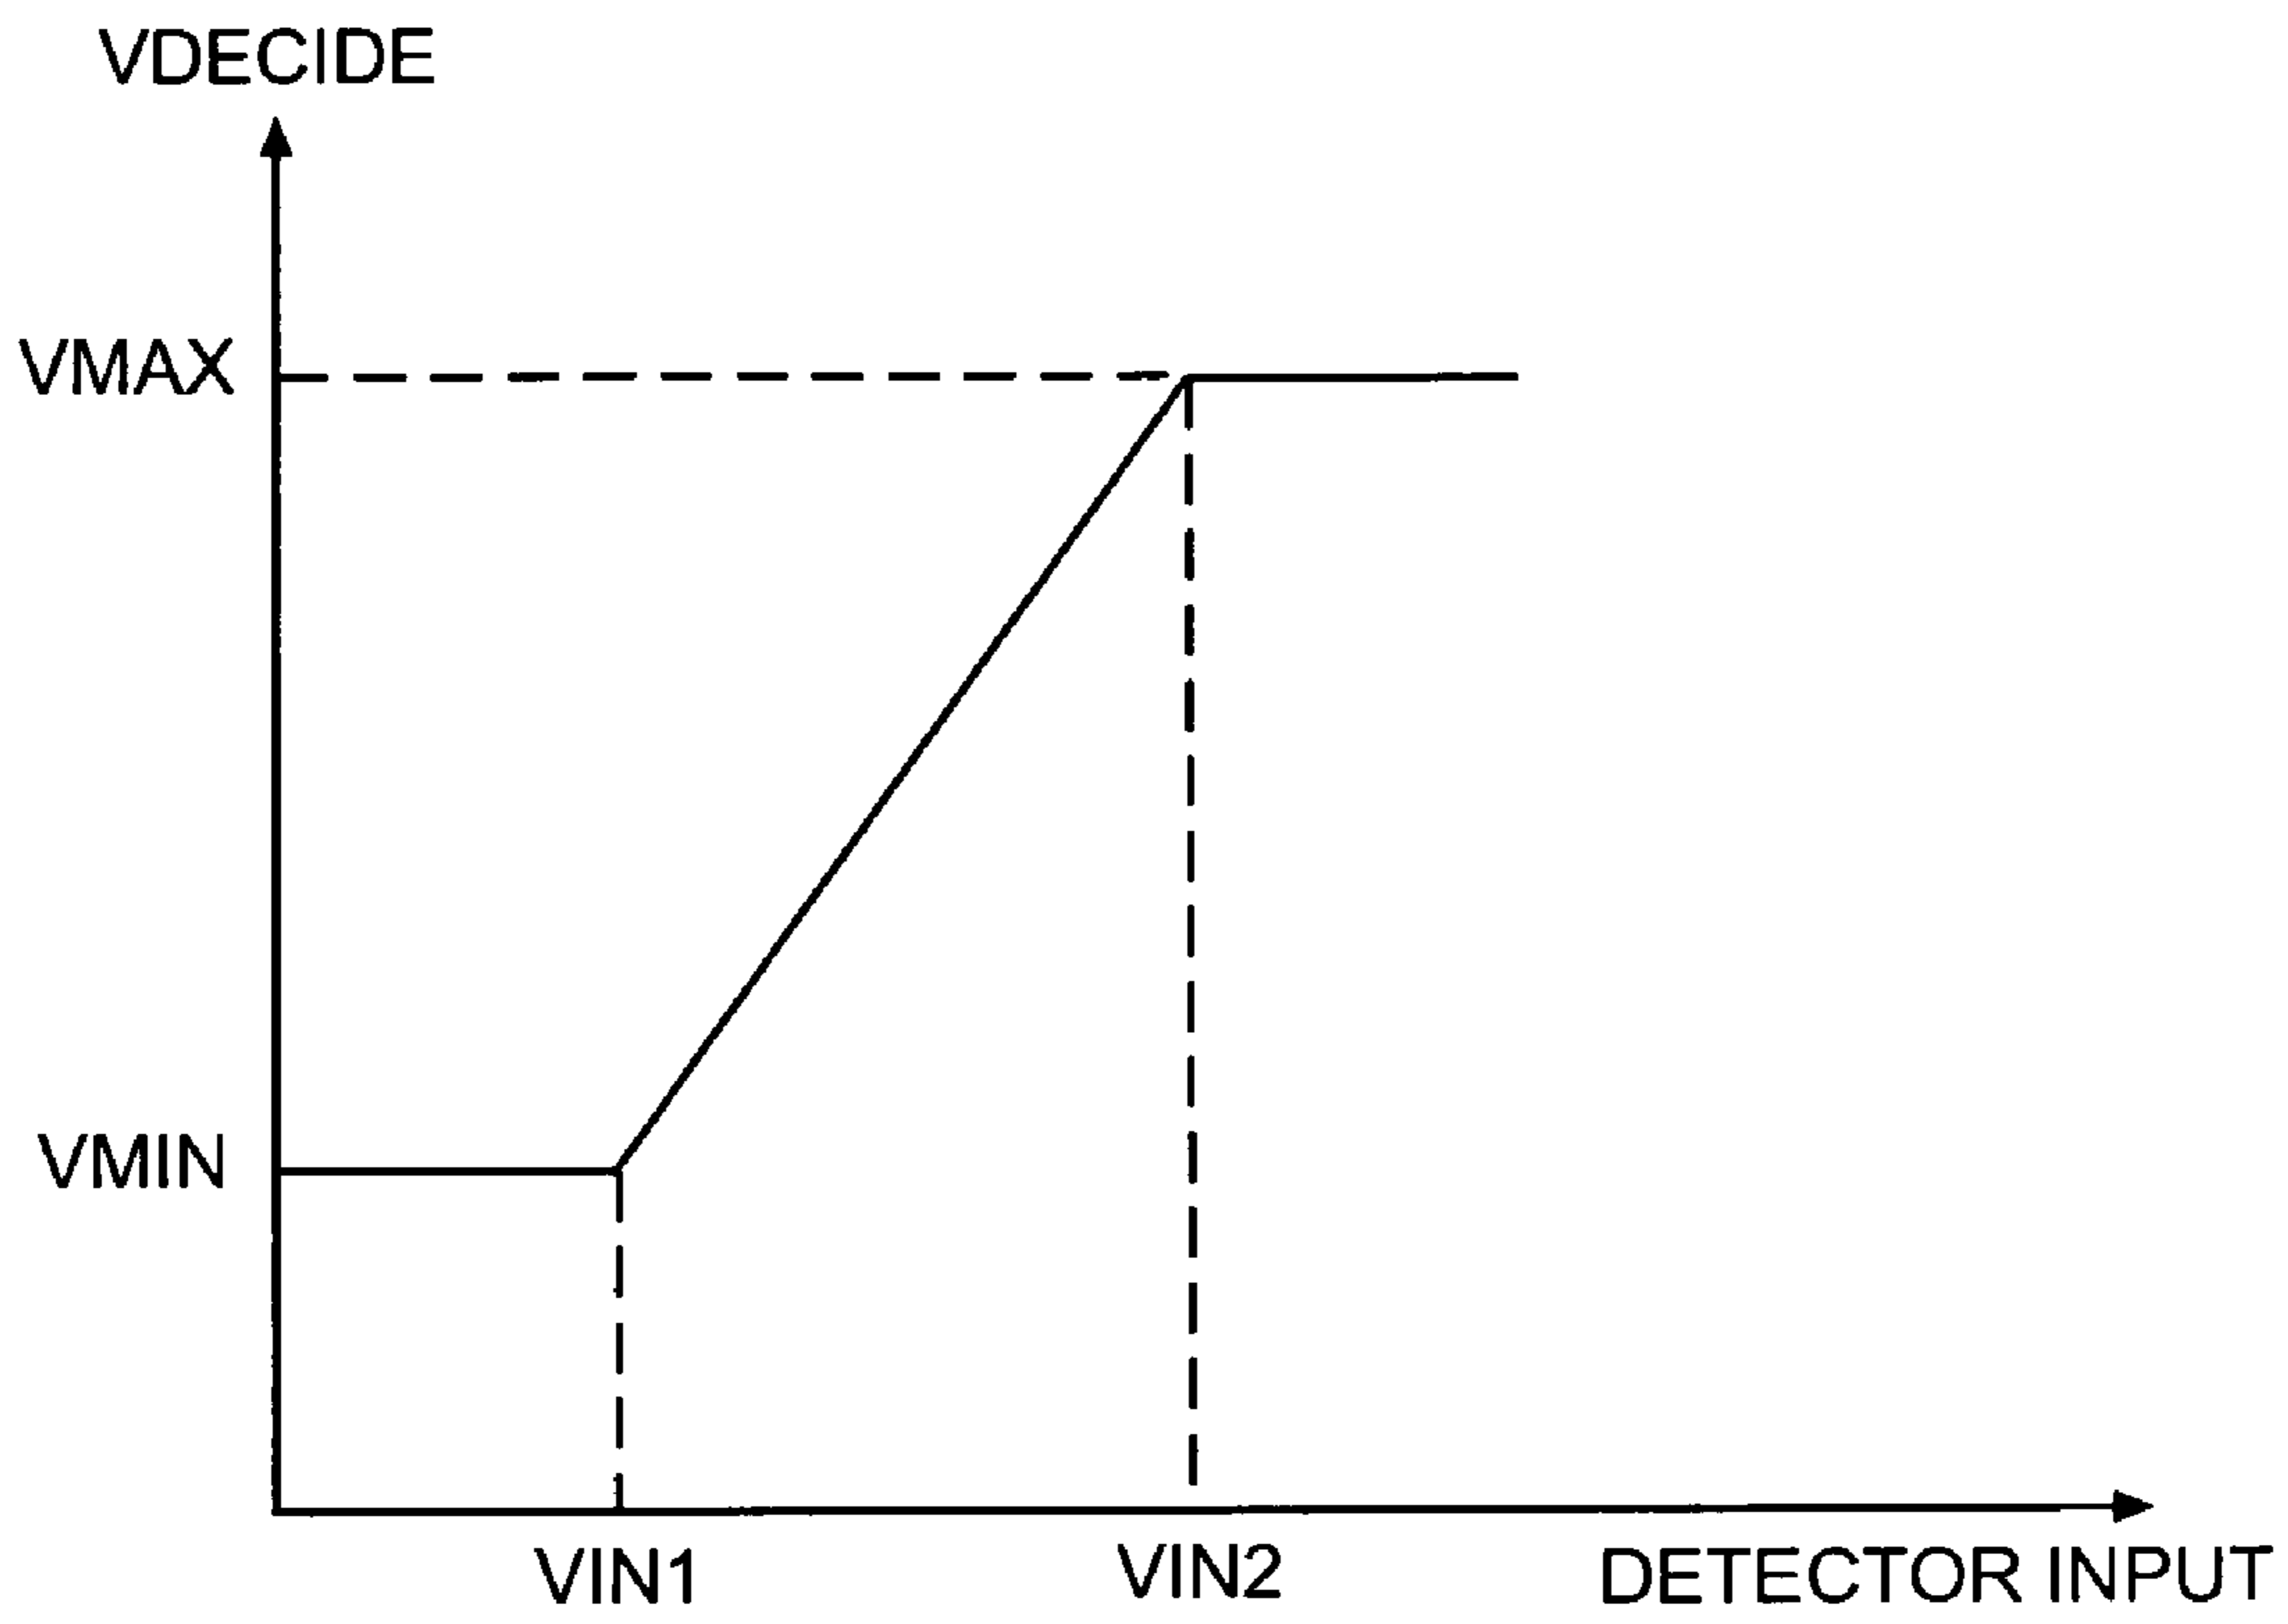 VDECIDE
VMAX
VMIN
VIN1
VIN2
DETECTOR INPUT